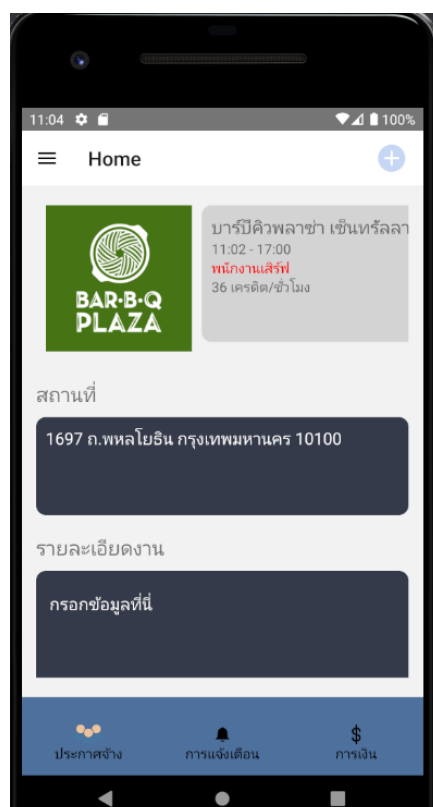 11:04
100%
Home
BAR·B·Q
PLAZA
บาร์บีคิวพลาซ่า เซ็นทรัลลา
11:02 - 17:00
พนักงานเสิร์ฟ
36 เครดิต/ชั่วโมง
สถานที่
1697 ถ.พหลโยธิน กรุงเทพมหานคร 10100
รายละเอียดงาน
กรอกข้อมูลที่นี่
ประกาศจ้าง
การแจ้งเตือน
การเงิน